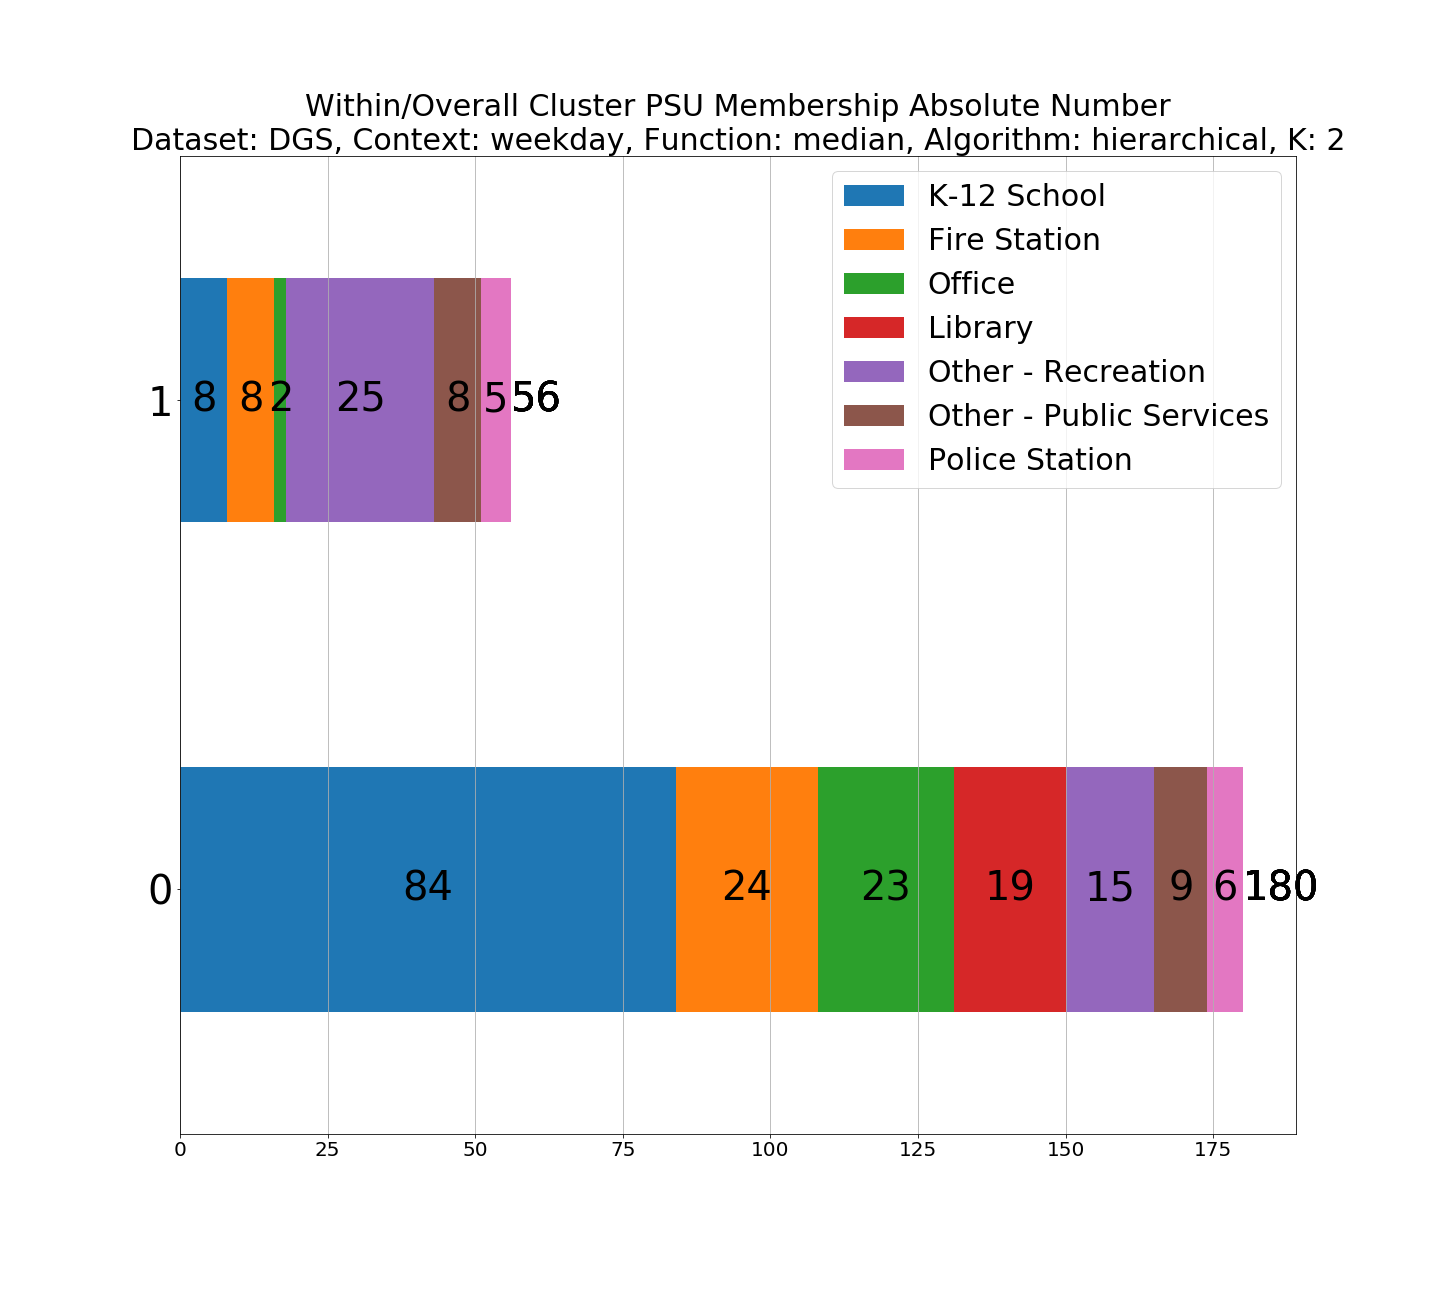 Within/Overall Cluster PSU Membership Absolute Number
Dataset: DGS, Context: weekday, Function: median, Algorithm: hierarchical, K: 2
K-12 School
Fire Station
Office
Library
Other - Recreation
Other - Public Services
Police Station
1 8 8 2 25 8 5 56
0 84 24 23 19 15 9 6 180
0 25 50 75 100 125 150 175